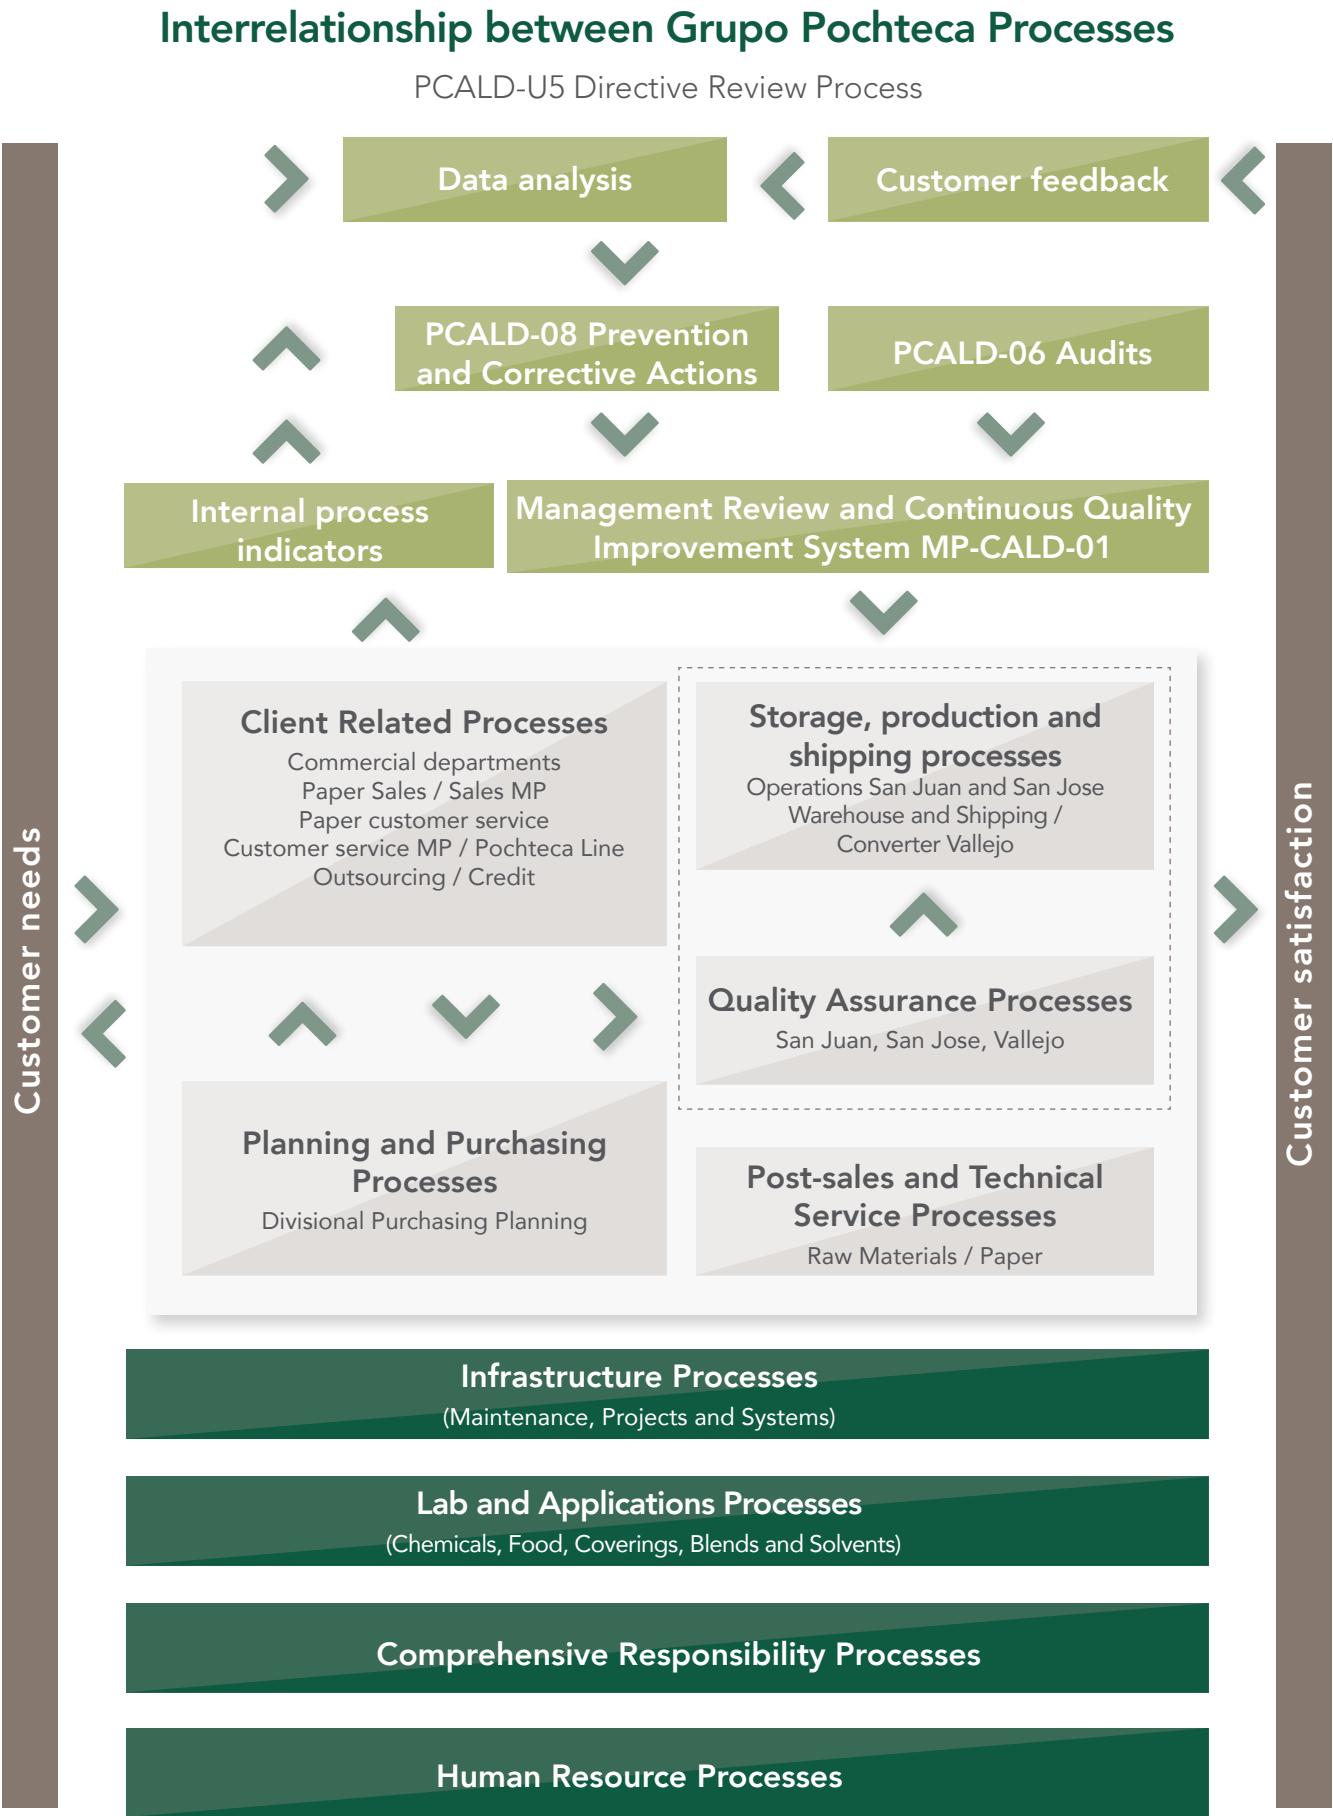 Interrelationship between Grupo Pochteca Processes
PCALD-U5 Directive Review Process
Data analysis
Customer feedback
PCALD-08 Prevention
and Corrective Actions
PCALD-06 Audits
Internal process
indicators
Management Review and Continuous Quality
Improvement System MP-CALD-01
Customer needs
Client Related Processes
Commercial departments
Paper Sales / Sales MP
Paper customer service
Customer service MP / Pochteca Line
Outsourcing / Credit
Storage, production and
shipping processes
Operations San Juan and San Jose
Warehouse and Shipping /
Converter Vallejo
Quality Assurance Processes
San Juan, San Jose, Vallejo
Planning and Purchasing
Processes
Divisional Purchasing Planning
Post-sales and Technical
Service Processes
Raw Materials / Paper
Customer satisfaction
Infrastructure Processes
(Maintenance, Projects and Systems)
Lab and Applications Processes
(Chemicals, Food, Coverings, Blends and Solvents)
Comprehensive Responsibility Processes
Human Resource Processes